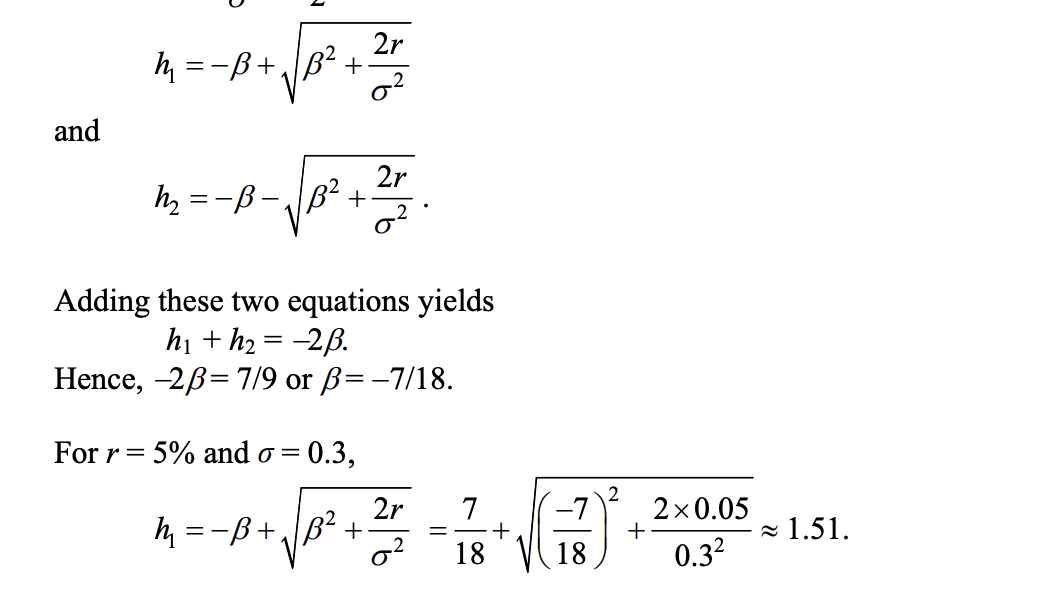 h₁ = −β + √(β² + 2r/σ²)
and
h₂ = −β − √(β² + 2r/σ²) .
Adding these two equations yields
h₁ + h₂ = –2β.
Hence, –2β = 7/9 or β = –7/18.
For r = 5% and σ = 0.3,
h₁ = −β + √(β² + 2r/σ²) = 7/18 + √((−7/18)² + 2×0.05/0.3²) ≈ 1.51.